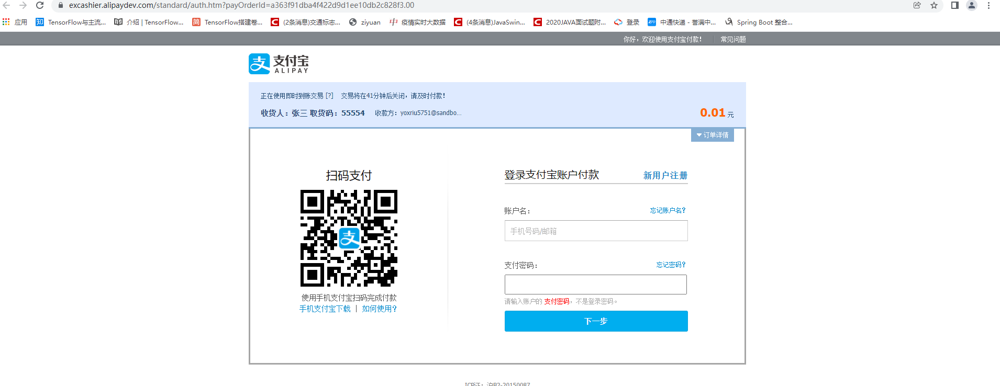 excashier.alipaydev.com/standard/auth.htm?payOrderId=a363f91dba4f422d9d1ee10db2c828f3.00
应用 知 TensorFlow与主流... 介绍 | TensorFlow... 简 TensorFlow搭建卷... C (2条消息)交通标志... ziyuan 中 疫情实时大数据 C (4条消息)JavaSwin... C 2020JAVA面试题附... 登录 ZTO 中通快递 - 誉满中... Spring Boot 整合...
你好，欢迎使用支付宝付款！ 常见问题
支 支付宝
ALIPAY
正在使用即时到账交易 [?] 交易将在41分钟后关闭，请及时付款！
收货人：张三 取货码：55554 收款方：yoxriu5751@sandbo... 0.01 元
订单详情
扫码支付
支
使用手机支付宝扫码完成付款
手机支付宝下载 | 如何使用？
登录支付宝账户付款 新用户注册
账户名： 忘记账户名？
手机号码/邮箱
支付密码： 忘记密码？
请输入账户的 支付密码，不是登录密码。
下一步
ICP证：沪B2-20150087